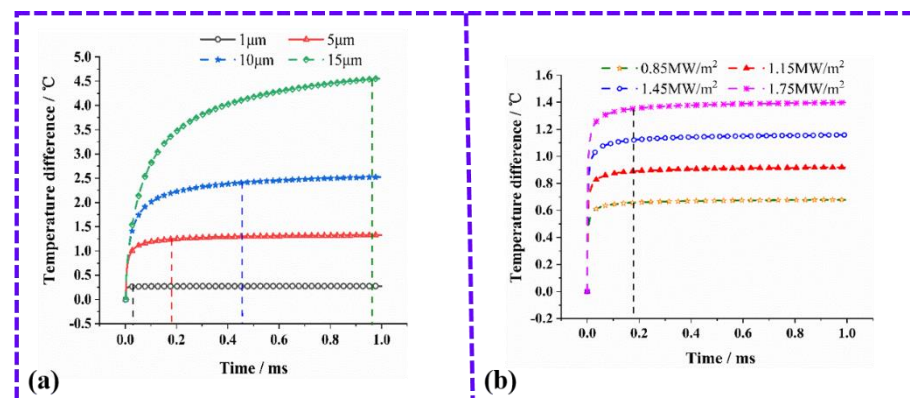 1μm 5μm
10μm 15μm
5.0
4.5
4.0
3.5
3.0
2.5
2.0
1.5
1.0
0.5
0.0
-0.5
Temperature difference / ℃
0.0 0.2 0.4 0.6 0.8 1.0
Time / ms
(a)
0.85MW/m² 1.15MW/m²
1.45MW/m² 1.75MW/m²
1.6
1.4
1.2
1.0
0.8
0.6
0.4
0.2
0.0
-0.2
Temperature difference / ℃
0.0 0.2 0.4 0.6 0.8 1.0
Time / ms
(b)